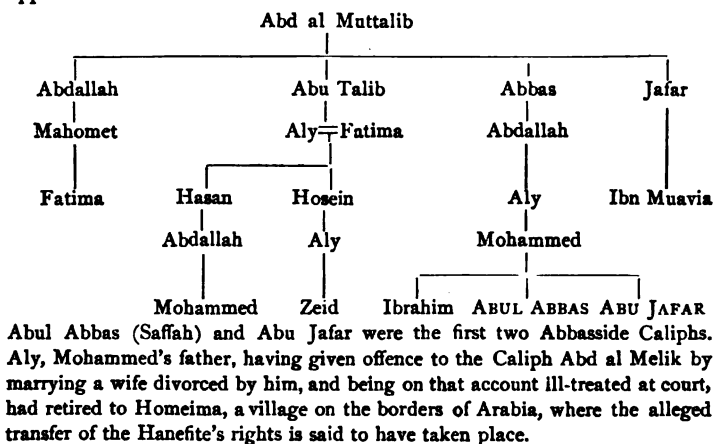 Abd al Muttalib
Abdallah Abu Talib Abbas Jafar
Mahomet Aly Fatima Abdallah
Fatima Hasan Hosein Aly Ibn Muavia
Abdallah Aly Mohammed
Mohammed Zeid Ibrahim ABUL ABBAS ABU JAFAR
Abul Abbas (Saffah) and Abu Jafar were the first two Abbasside Caliphs.
Aly, Mohammed's father, having given offence to the Caliph Abd al Melik by
marrying a wife divorced by him, and being on that account ill-treated at court,
had retired to Homeima, a village on the borders of Arabia, where the alleged
transfer of the Hanefite's rights is said to have taken place.